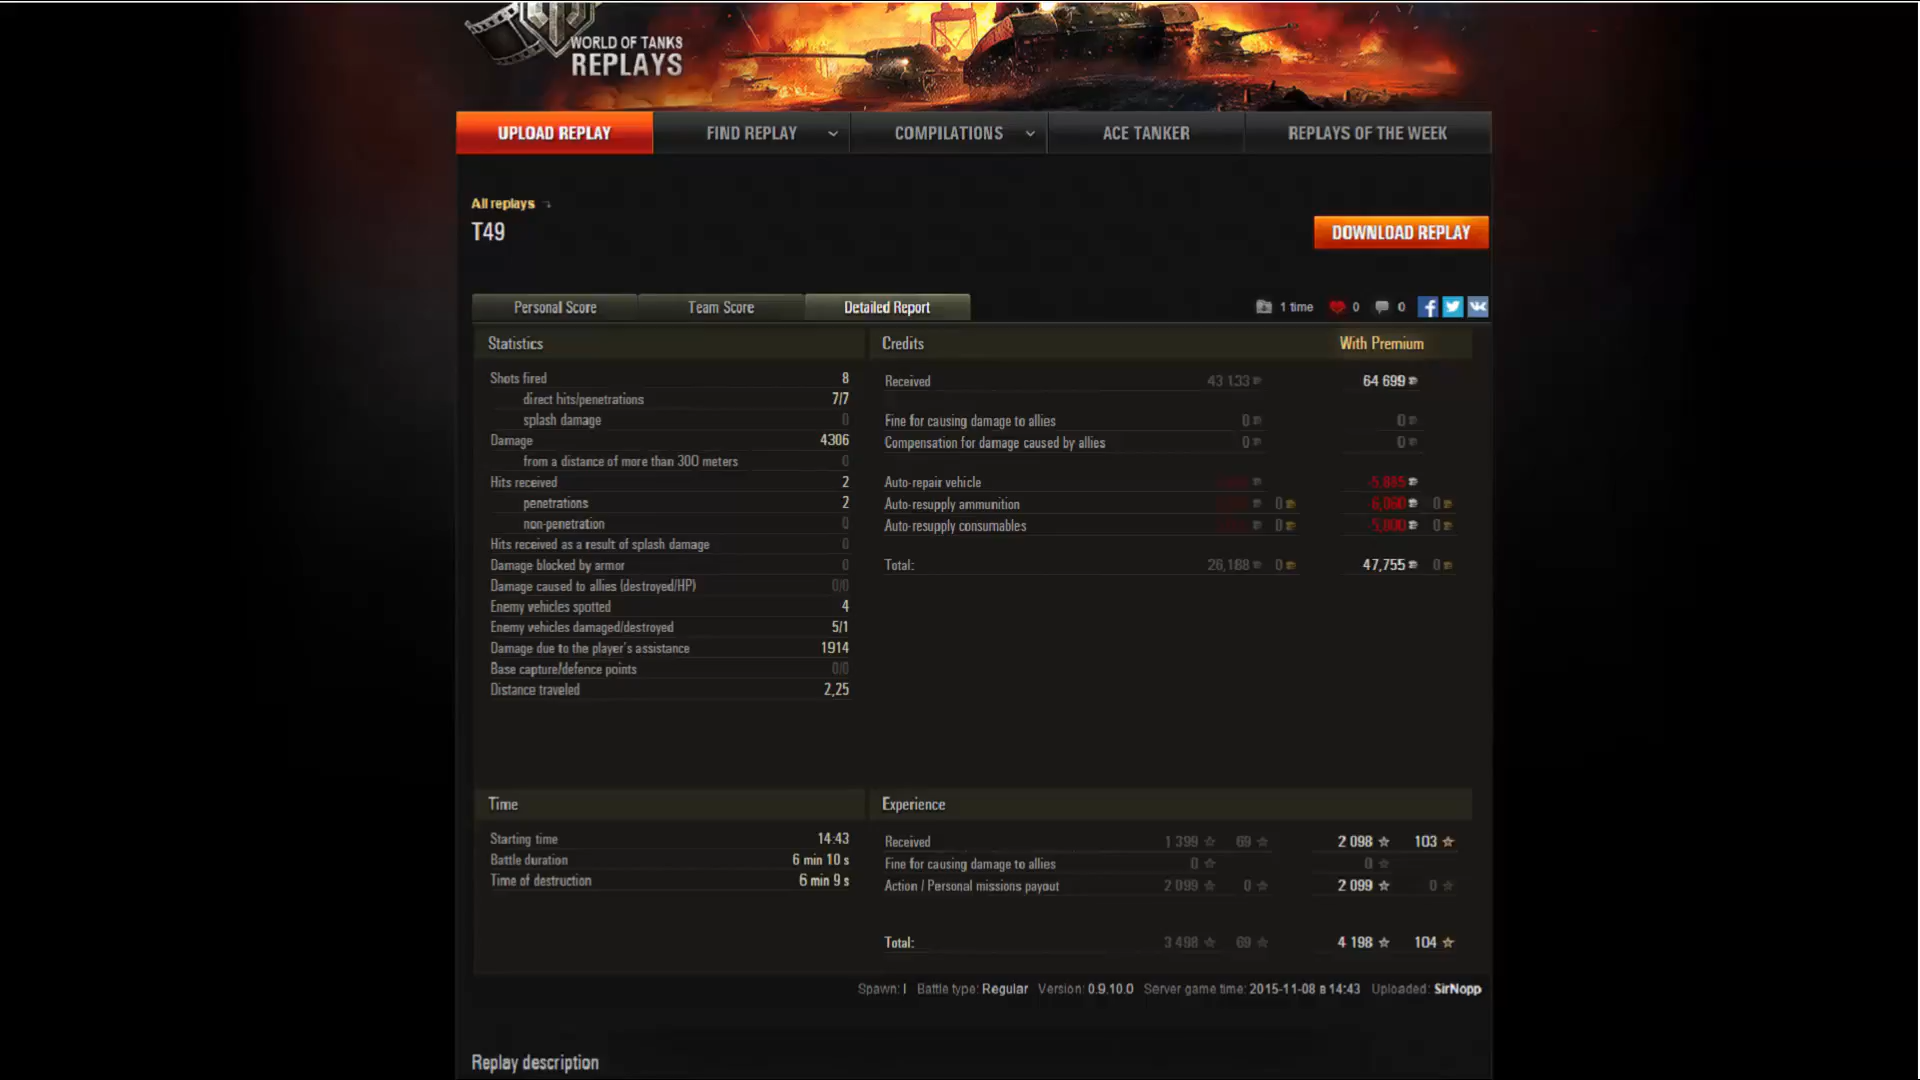 WORLD OF TANKS
REPLAYS
UPLOAD REPLAY FIND REPLAY COMPILATIONS ACE TANKER REPLAYS OF THE WEEK
All replays
T49
DOWNLOAD REPLAY
Personal Score Team Score Detailed Report 1 time 0 0
Statistics
Shots fired 8
direct hits/penetrations 7/7
splash damage 0
Damage 4306
from a distance of more than 300 meters 0
Hits received 2
penetrations 2
non-penetration 0
Hits received as a result of splash damage 0
Damage blocked by armor 0
Damage caused to allies (destroyed/HP) 0/0
Enemy vehicles spotted 4
Enemy vehicles damaged/destroyed 5/1
Damage due to the player's assistance 1914
Base capture/defence points 0/0
Distance traveled 2,25
Credits With Premium
Received 43 133 64 699
Fine for causing damage to allies 0 0
Compensation for damage caused by allies 0 0
Auto-repair vehicle
Auto-resupply ammunition 0 0
Auto-resupply consumables 0 0
Total: 26,188 0 47,755 0
Time
Starting time 14:43
Battle duration 6 min 10 s
Time of destruction 6 min 9 s
Experience
Received 1 399 69 2 098 103
Fine for causing damage to allies 0 0
Action / Personal missions payout 2 099 0 2 099 0
Total: 3 498 69 4 198 104
Spawn: I Battle type: Regular Version: 0.9.10.0 Server game time: 2015-11-08 в 14:43 Uploaded: SirNopp
Replay description